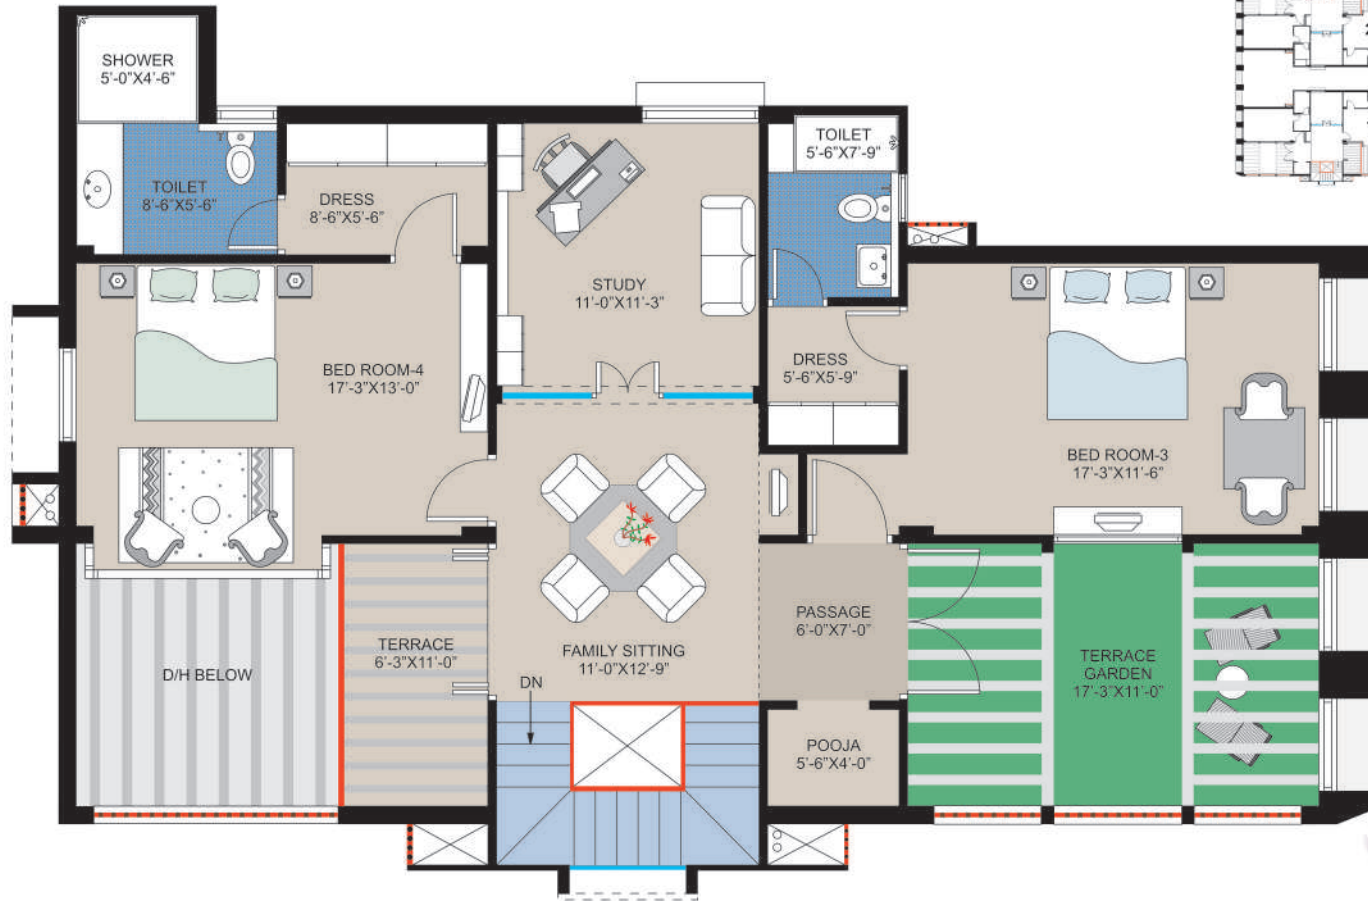 SHOWER
5'-0"X4'-6"
TOILET
8'-6"X5'-6"
DRESS
8'-6"X5'-6"
STUDY
11'-0"X11'-3"
TOILET
5'-6"X7'-9"
DRESS
5'-6"X5'-9"
BED ROOM-4
17'-3"X13'-0"
BED ROOM-3
17'-3"X11'-6"
D/H BELOW
TERRACE
6'-3"X11'-0"
FAMILY SITTING
11'-0"X12'-9"
DN
PASSAGE
6'-0"X7'-0"
POOJA
5'-6"X4'-0"
TERRACE
GARDEN
17'-3"X11'-0"